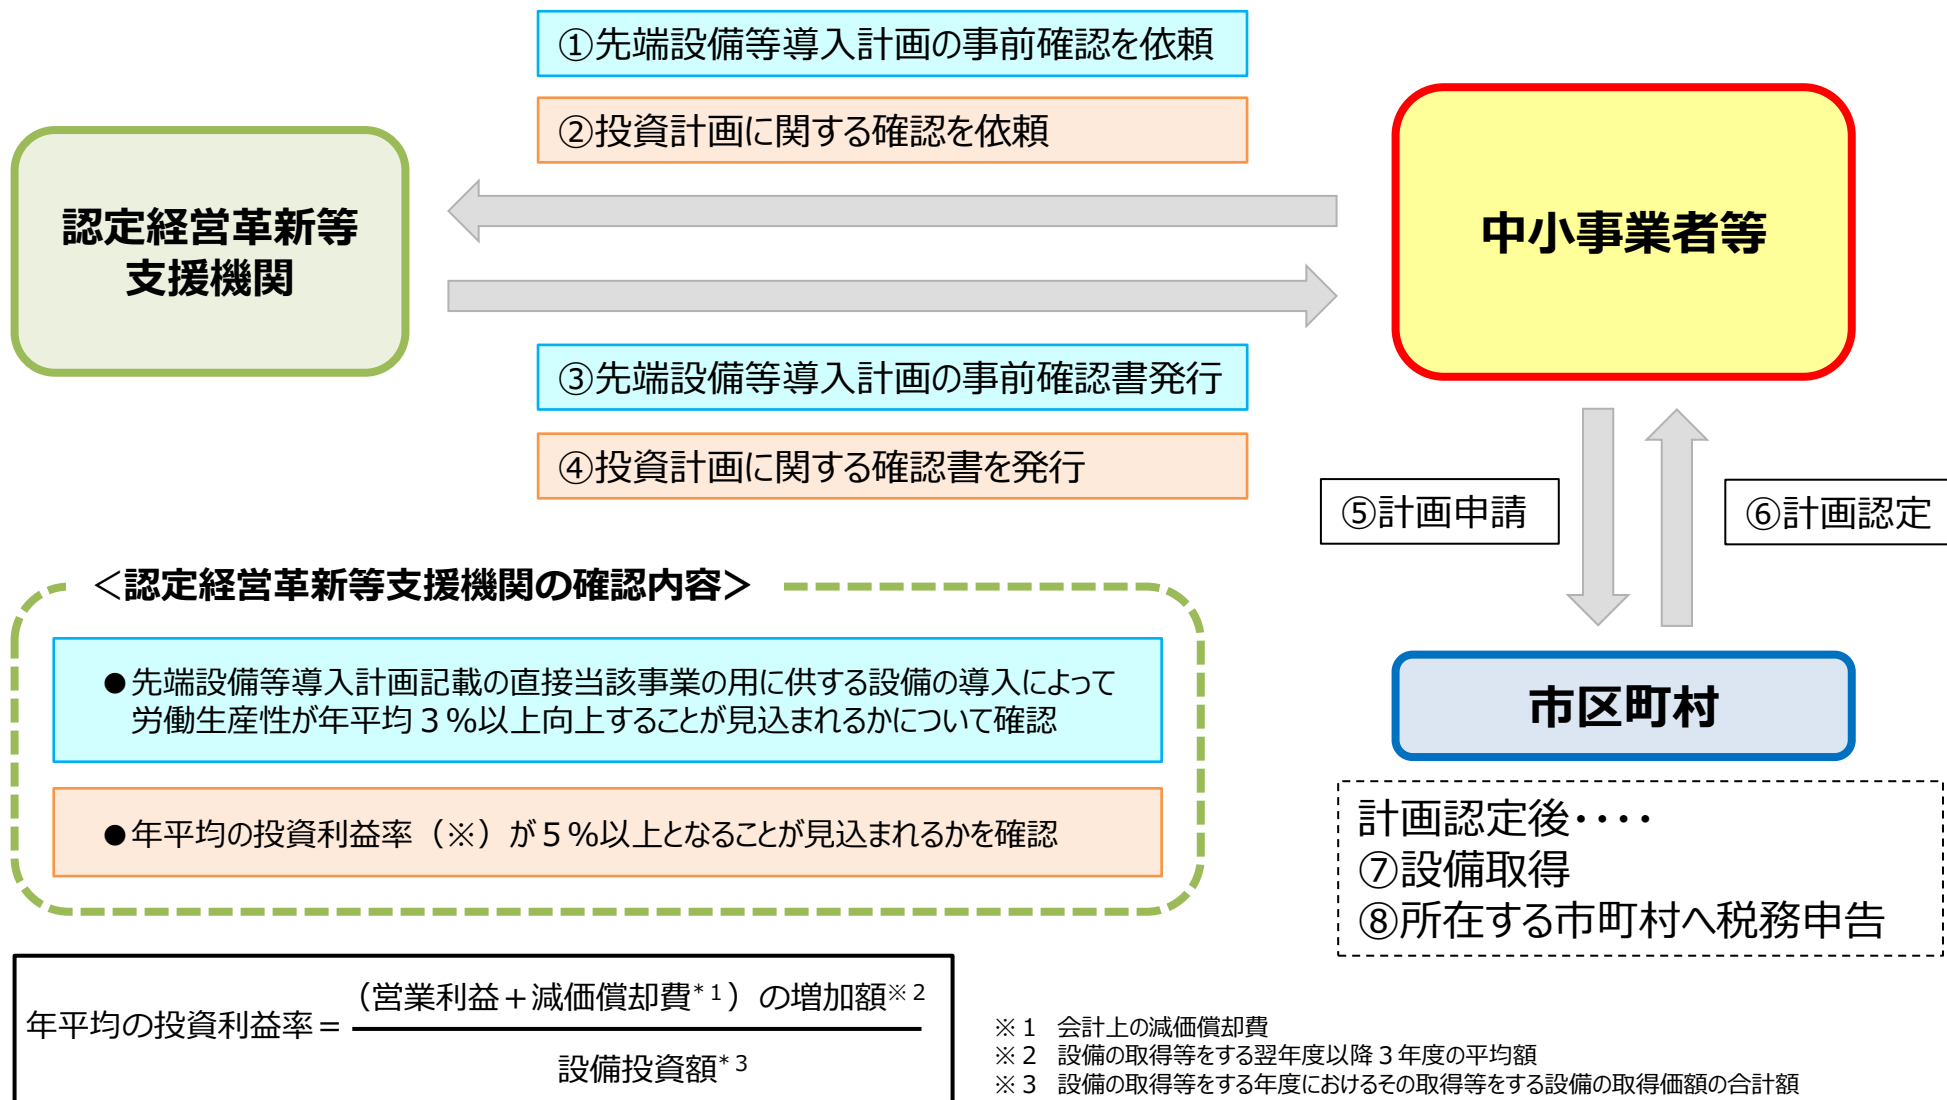 ①先端設備等導入計画の事前確認を依頼
②投資計画に関する確認を依頼
認定経営革新等
支援機関
中小事業者等
③先端設備等導入計画の事前確認書発行
④投資計画に関する確認書を発行
⑤計画申請
⑥計画認定
＜認定経営革新等支援機関の確認内容＞
●先端設備等導入計画記載の直接当該事業の用に供する設備の導入によって
労働生産性が年平均３％以上向上することが見込まれるかについて確認
●年平均の投資利益率（※）が５％以上となることが見込まれるかを確認
市区町村
計画認定後・・・・
⑦設備取得
⑧所在する市町村へ税務申告
年平均の投資利益率＝
（営業利益＋減価償却費*1）の増加額※2
設備投資額*3
※１　会計上の減価償却費
※２　設備の取得等をする翌年度以降３年度の平均額
※３　設備の取得等をする年度におけるその取得等をする設備の取得価額の合計額